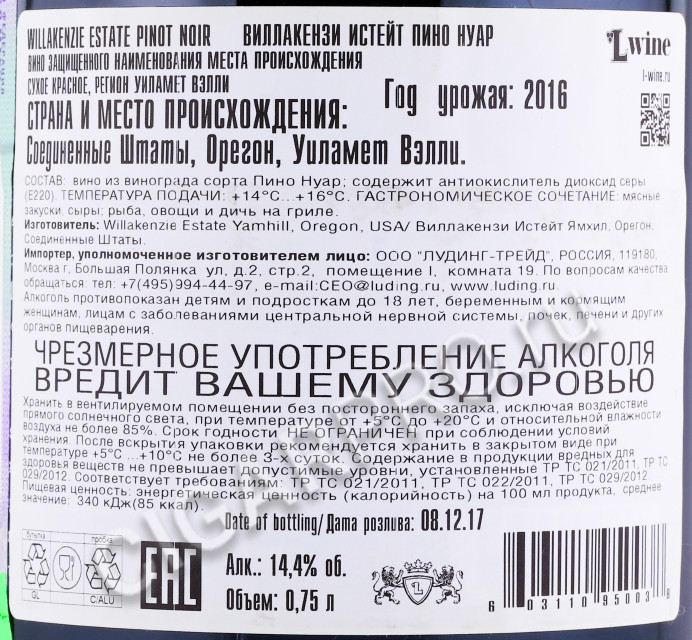 WILLAKENZIE ESTATE PINOT NOIR ВИЛЛАКЕНЗИ ИСТЕЙТ ПИНО НУАР
ВИНО ЗАЩИЩЕННОГО НАИМЕНОВАНИЯ МЕСТА ПРОИСХОЖДЕНИЯ
СУХОЕ КРАСНОЕ, РЕГИОН УИЛАМЕТ ВЭЛЛИ
Год урожая: 2016
Lwine
l-wine.ru
СТРАНА И МЕСТО ПРОИСХОЖДЕНИЯ:
Соединенные Штаты, Орегон, Уиламет Вэлли.
СОСТАВ: вино из винограда сорта Пино Нуар; содержит антиокислитель диоксид серы
(Е220). ТЕМПЕРАТУРА ПОДАЧИ: +14°С...+16°С. ГАСТРОНОМИЧЕСКОЕ СОЧЕТАНИЕ: мясные
закуски, сыры; рыба, овощи и дичь на гриле.
Изготовитель: Willakenzie Estate Yamhill, Oregon, USA/ Виллакензи Истейт Ямхил, Орегон,
Соединенные Штаты.
Импортер, уполномоченное изготовителем лицо: ООО "ЛУДИНГ-ТРЕЙД", РОССИЯ, 119180,
Москва г, Большая Полянка ул, д.2, стр.2, помещение I, комната 19. По вопросам качества
обращаться: тел: +7(495)994-44-97, e-mail:CEO@luding.ru, www.luding.ru.
Алкоголь противопоказан детям и подросткам до 18 лет, беременным и кормящим
женщинам, лицам с заболеваниями центральной нервной системы, почек, печени и других
органов пищеварения.
ЧРЕЗМЕРНОЕ УПОТРЕБЛЕНИЕ АЛКОГОЛЯ
ВРЕДИТ ВАШЕМУ ЗДОРОВЬЮ
Хранить в вентилируемом помещении без постороннего запаха, исключая воздействие
прямого солнечного света, при температуре от +5°С до +20°С и относительной влажности
воздуха не более 85%. Срок годности НЕ ОГРАНИЧЕН при соблюдении условий
хранения. После вскрытия упаковки рекомендуется хранить в закрытом виде при
температуре +5°С ...+10°С не более 3-х суток. Содержание в продукции вредных для
здоровья веществ не превышает допустимые уровни, установленные ТР ТС 021/2011, ТР ТС
029/2012. Соответствует требованиям: ТР ТС 021/2011, ТР ТС 022/2011, ТР ТС 029/2012.
Пищевая ценность: энергетическая ценность (калорийность) на 100 мл продукта, среднее
значение: 340 кДж(85 ккал).
Date of bottling/Дата розлива: 08.12.17
бутылка пробка
GL C/ALU
EAC
Алк.: 14,4% об.
Объем: 0,75 л
L
6 03110 95003 8
CIGARPRO.ru